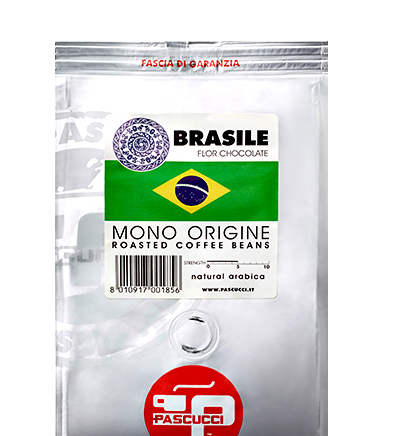 FASCIA DI GARANZIA
BRASILE
FLOR CHOCOLATE
MONO ORIGINE
ROASTED COFFEE BEANS
STRENGTH 0 5 10
natural arabica
8 010917 001856
WWW.PASCUCCI.IT
PASCUCCI